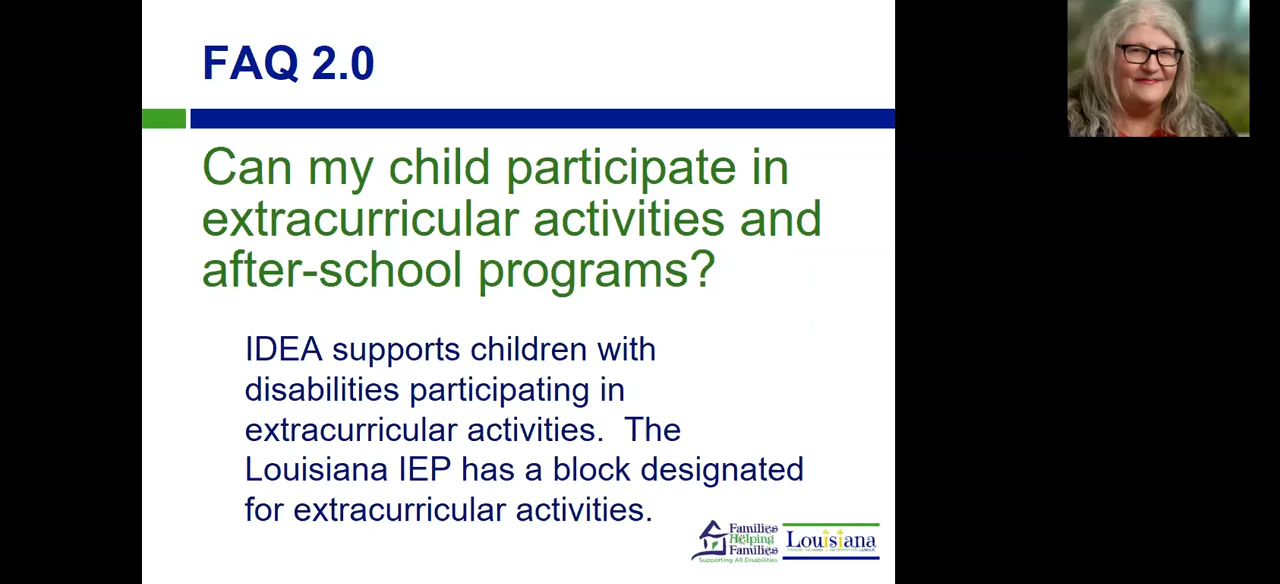 FAQ 2.0
Can my child participate in
extracurricular activities and
after-school programs?
IDEA supports children with
disabilities participating in
extracurricular activities.  The
Louisiana IEP has a block designated
for extracurricular activities.
Families
Helping
Families
Supporting All Disabilities
Louisiana